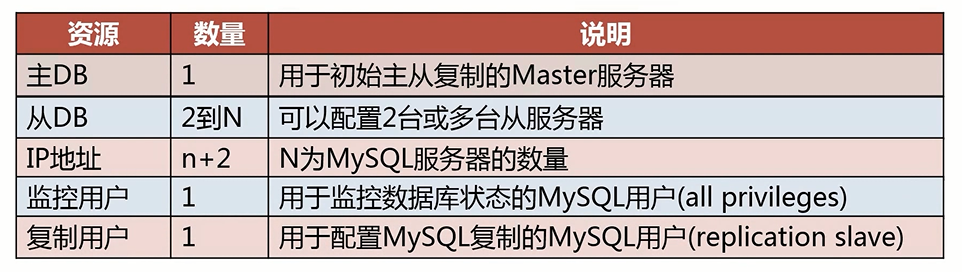 资源 数量 说明
主DB 1 用于初始主从复制的Master服务器
从DB 2到N 可以配置2台或多台从服务器
IP地址 n+2 N为MySQL服务器的数量
监控用户 1 用于监控数据库状态的MySQL用户(all privileges)
复制用户 1 用于配置MySQL复制的MySQL用户(replication slave)